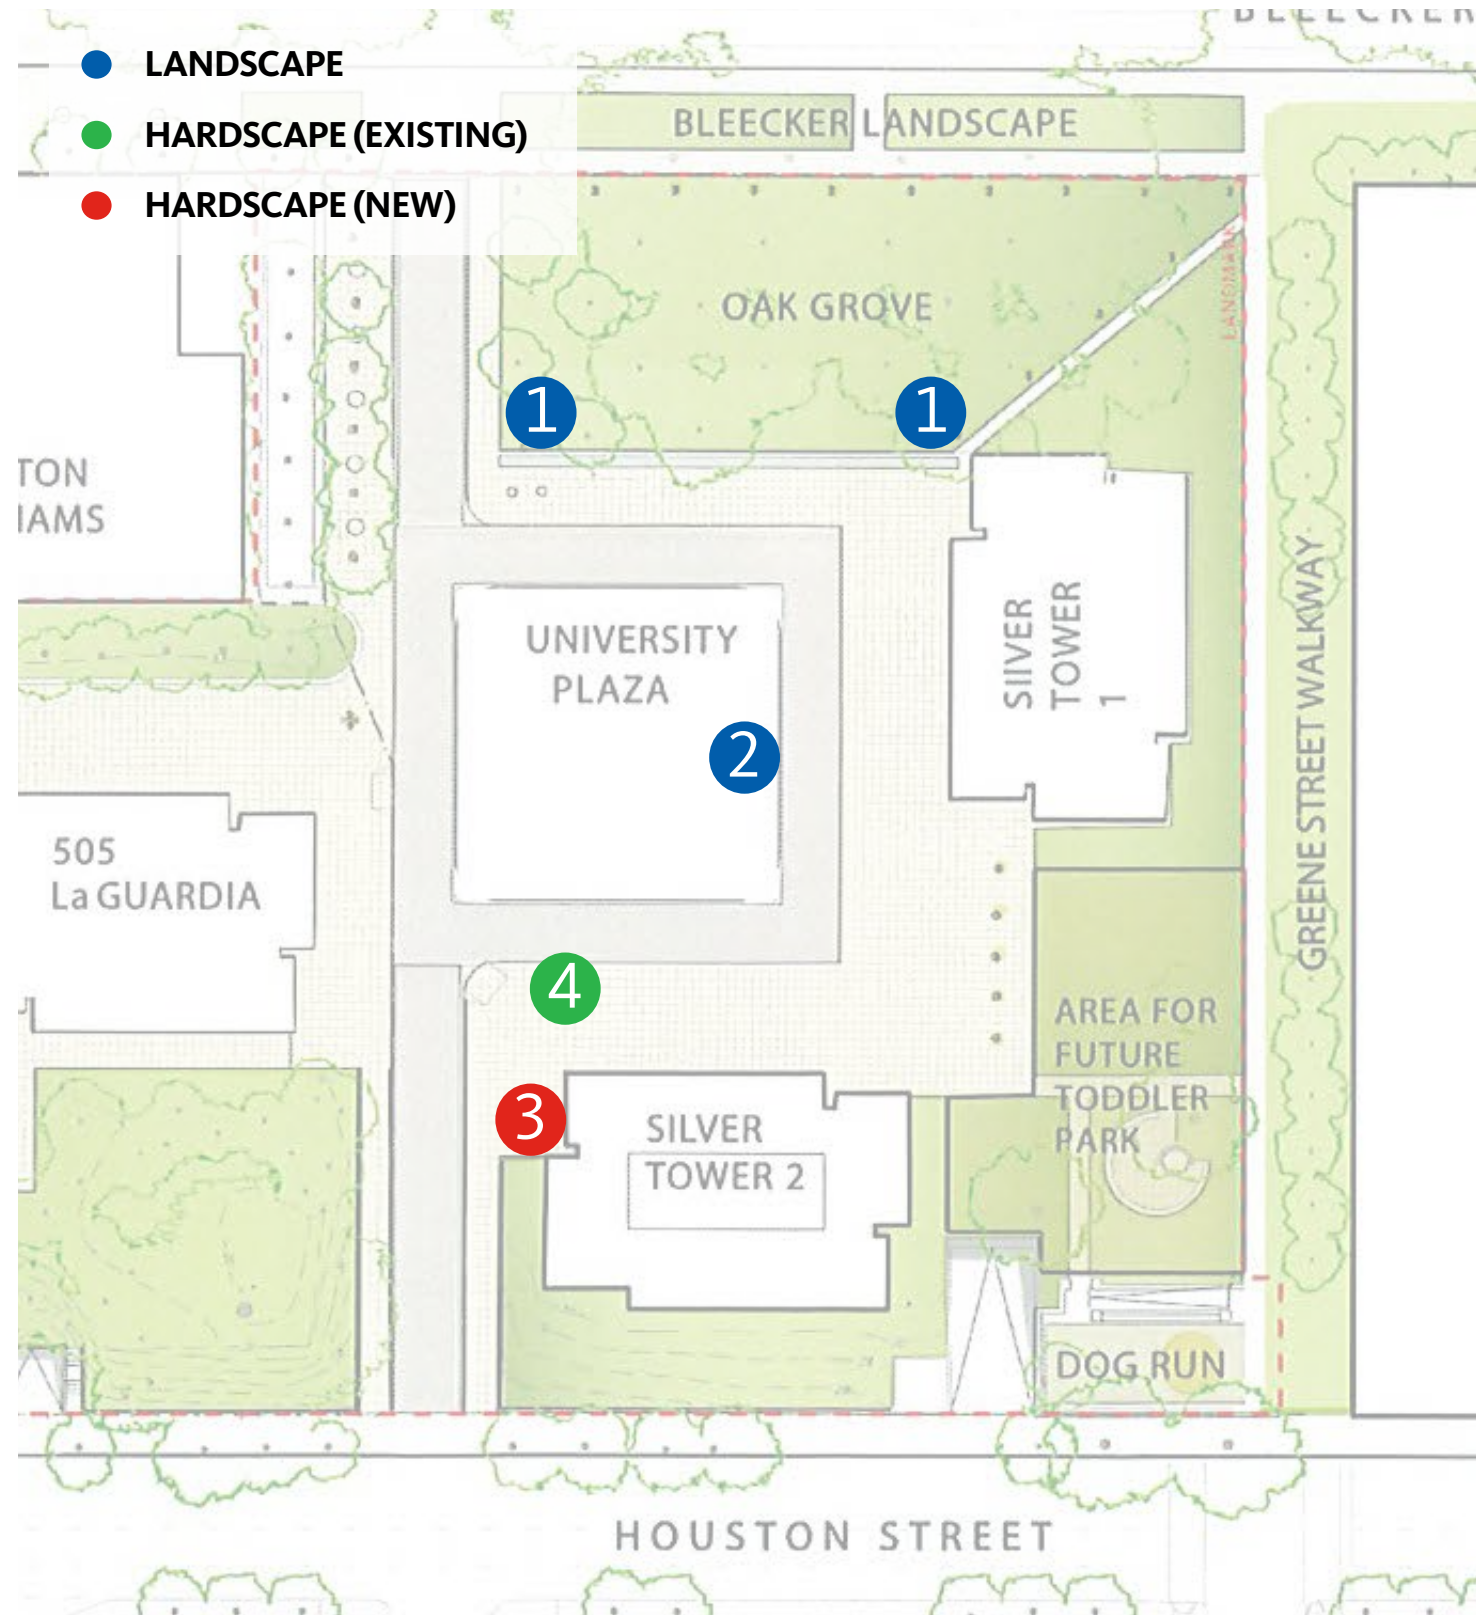 BLEECKER
LANDSCAPE
HARDSCAPE (EXISTING)
HARDSCAPE (NEW)
BLEECKER LANDSCAPE
LANDMARK
OAK GROVE
1
1
TON
IAMS
UNIVERSITY
PLAZA
2
SIIVER
TOWER
1
GREENE STREET WALKWAY
505
La GUARDIA
4
AREA FOR
FUTURE
TODDLER
PARK
3
SILVER
TOWER 2
DOG RUN
HOUSTON STREET